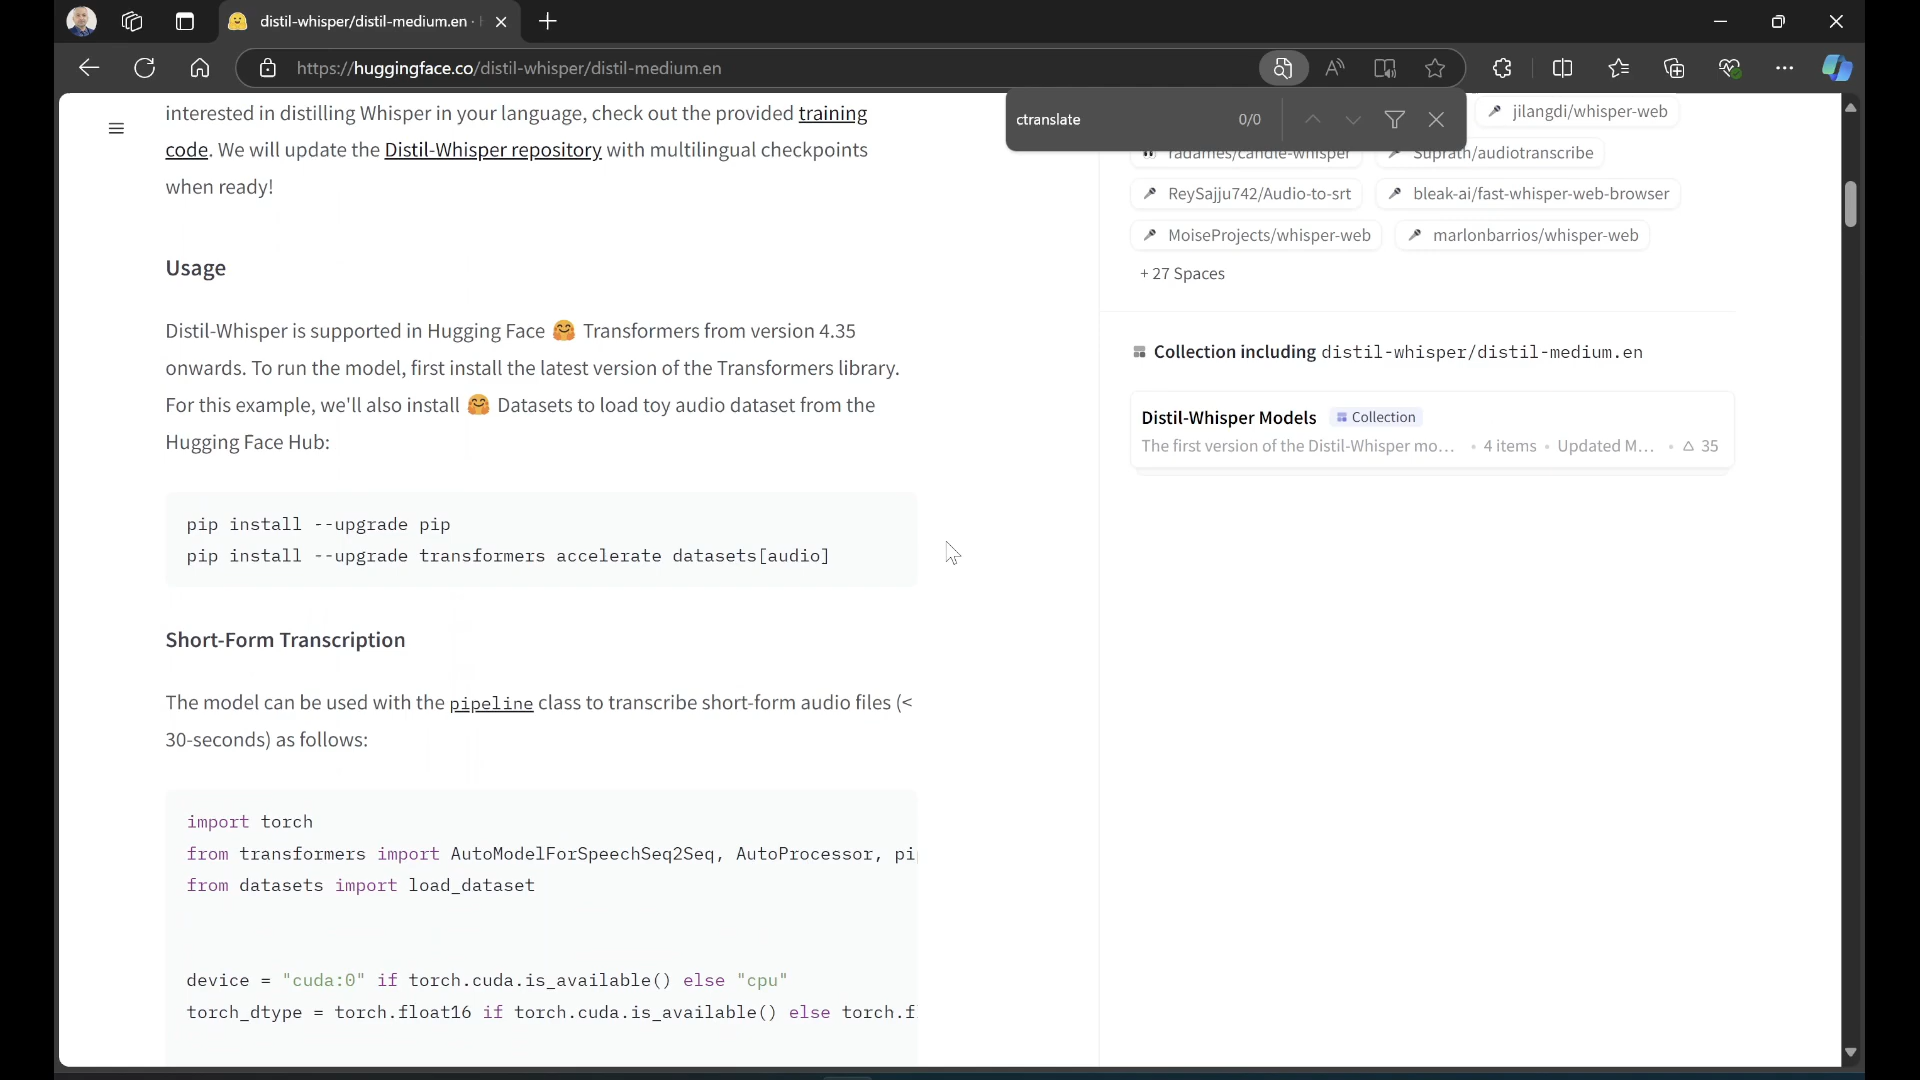 distil-whisper/distil-medium.en ·
https://huggingface.co/distil-whisper/distil-medium.en
ctranslate
0/0
interested in distilling Whisper in your language, check out the provided training
code. We will update the Distil-Whisper repository with multilingual checkpoints
when ready!
Usage
Distil-Whisper is supported in Hugging Face 🤗 Transformers from version 4.35
onwards. To run the model, first install the latest version of the Transformers library.
For this example, we'll also install 🤗 Datasets to load toy audio dataset from the
Hugging Face Hub:
pip install --upgrade pip
pip install --upgrade transformers accelerate datasets[audio]
Short-Form Transcription
The model can be used with the pipeline class to transcribe short-form audio files (<
30-seconds) as follows:
import torch
from transformers import AutoModelForSpeechSeq2Seq, AutoProcessor, pi
from datasets import load_dataset
device = "cuda:0" if torch.cuda.is_available() else "cpu"
torch_dtype = torch.float16 if torch.cuda.is_available() else torch.f
jilangdi/whisper-web
radames/candle-whisper Suprath/audiotranscribe
ReySajju742/Audio-to-srt bleak-ai/fast-whisper-web-browser
MoiseProjects/whisper-web marlonbarrios/whisper-web
+ 27 Spaces
Collection including distil-whisper/distil-medium.en
Distil-Whisper Models Collection
The first version of the Distil-Whisper mo... • 4 items • Updated M... • △ 35